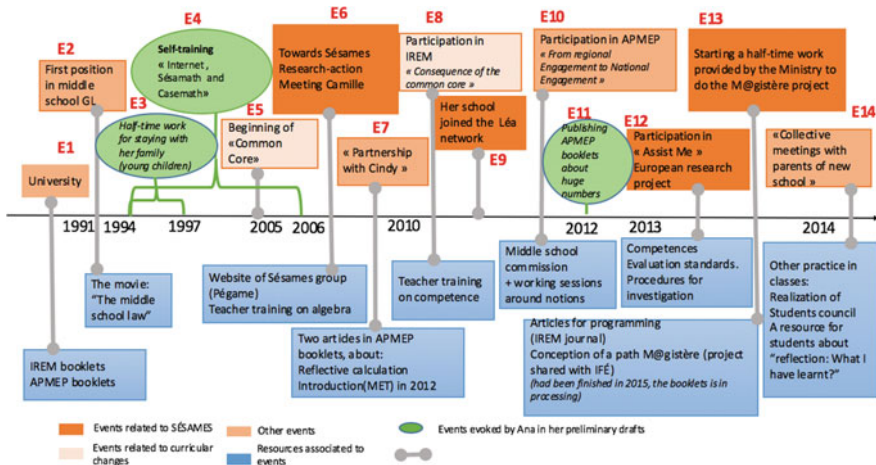 E1
University
E2
First position
in middle
school GL
E3
Half-time work
for staying with
her family
(young children)
E4
Self-training
« Internet,
Sésamath and
Casemath»
E5
Beginning of
«Common
Core»
E6
Towards Sésames
Research-action
Meeting Camille
E7
« Partnership
with Cindy »
E8
Participation in
IREM
« Consequence of the
common core »
Her school
joined the Léa
network
E9
E10
Participation in APMEP
« From regional
Engagement to National
Engagement »
E11
Publishing
APMEP
booklets
about
huge
numbers
E12
Participation in
« Assist Me »
European research
project
E13
Starting a half-time work
provided by the Ministry to
do the M@gistère project
E14
«Collective
meetings with
parents of new
school »
1991
1994
1997
2005
2006
2010
2012
2013
2014
IREM booklets
APMEP booklets
The movie:
“The middle
school law”
Website of Sésames group
(Pégame)
Teacher training on algebra
Two articles in APMEP
booklets, about:
Reflective calculation
Introduction(MET) in 2012
Teacher training
on competence
Middle school
commission
+ working sessions
around notions
Articles for programming
(IREM journal)
Conception of a path M@gistère (project
shared with IFÉ)
(had been finished in 2015, the booklets is in
processing)
Competences
Evaluation standards.
Procedures for
investigation
Other practice in
classes:
Realization of
Students council
A resource for
students about
“reflection: What I
have learnt?”
Events related to SÉSAMES
Other events
Events evoked by Ana in her preliminary drafts
Events related to curricular
changes
Resources associated to
events